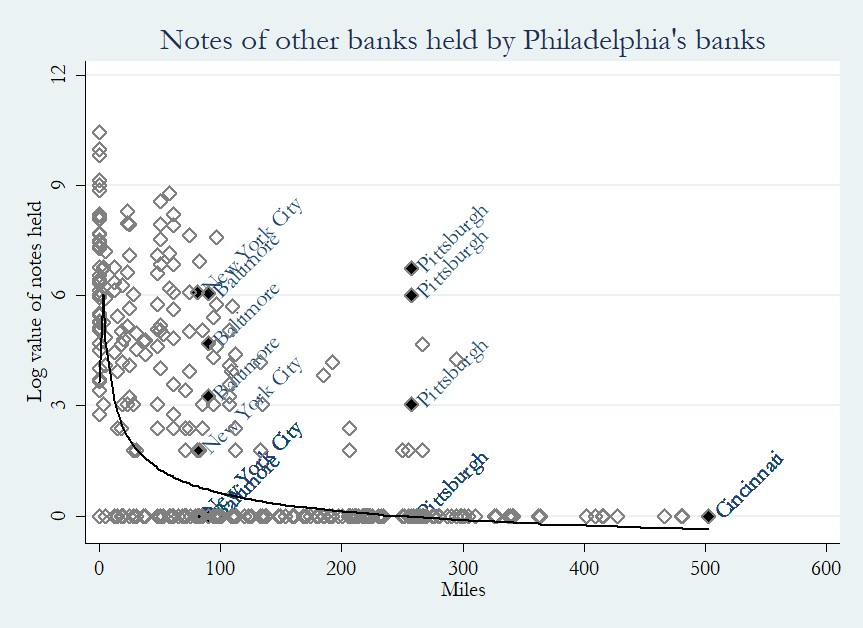 Notes of other banks held by Philadelphia's banks
12
9
6
3
0
Log value of notes held
New York City
Baltimore
Pittsburgh
Pittsburgh
Baltimore
Baltimore
New York City
Pittsburgh
New York City
Baltimore
Pittsburgh
Cincinnati
0 100 200 300 400 500 600
Miles